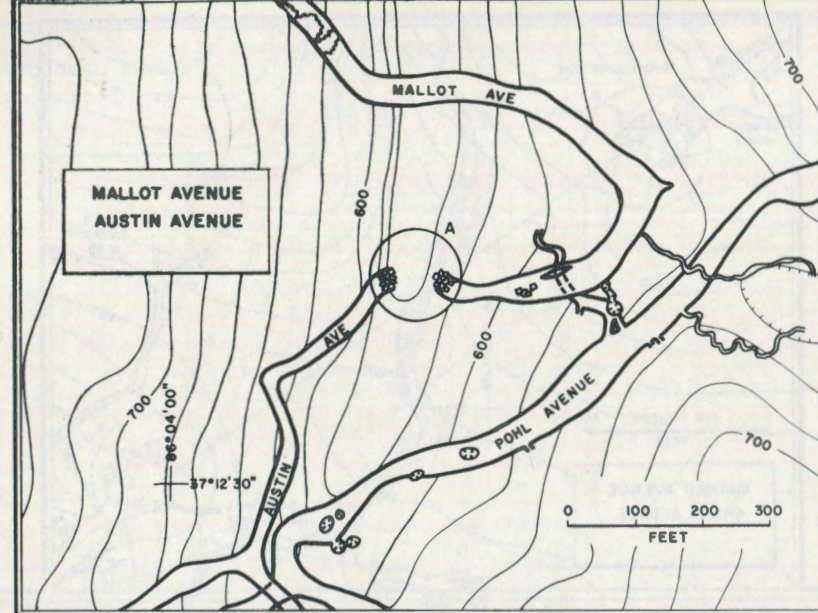 MALLOT AVE
700
MALLOT AVENUE
AUSTIN AVENUE
600
A
AVE
600
700
86°04'00"
37°12'30"
POHL AVENUE
700
AUSTIN
0 100 200 300
FEET